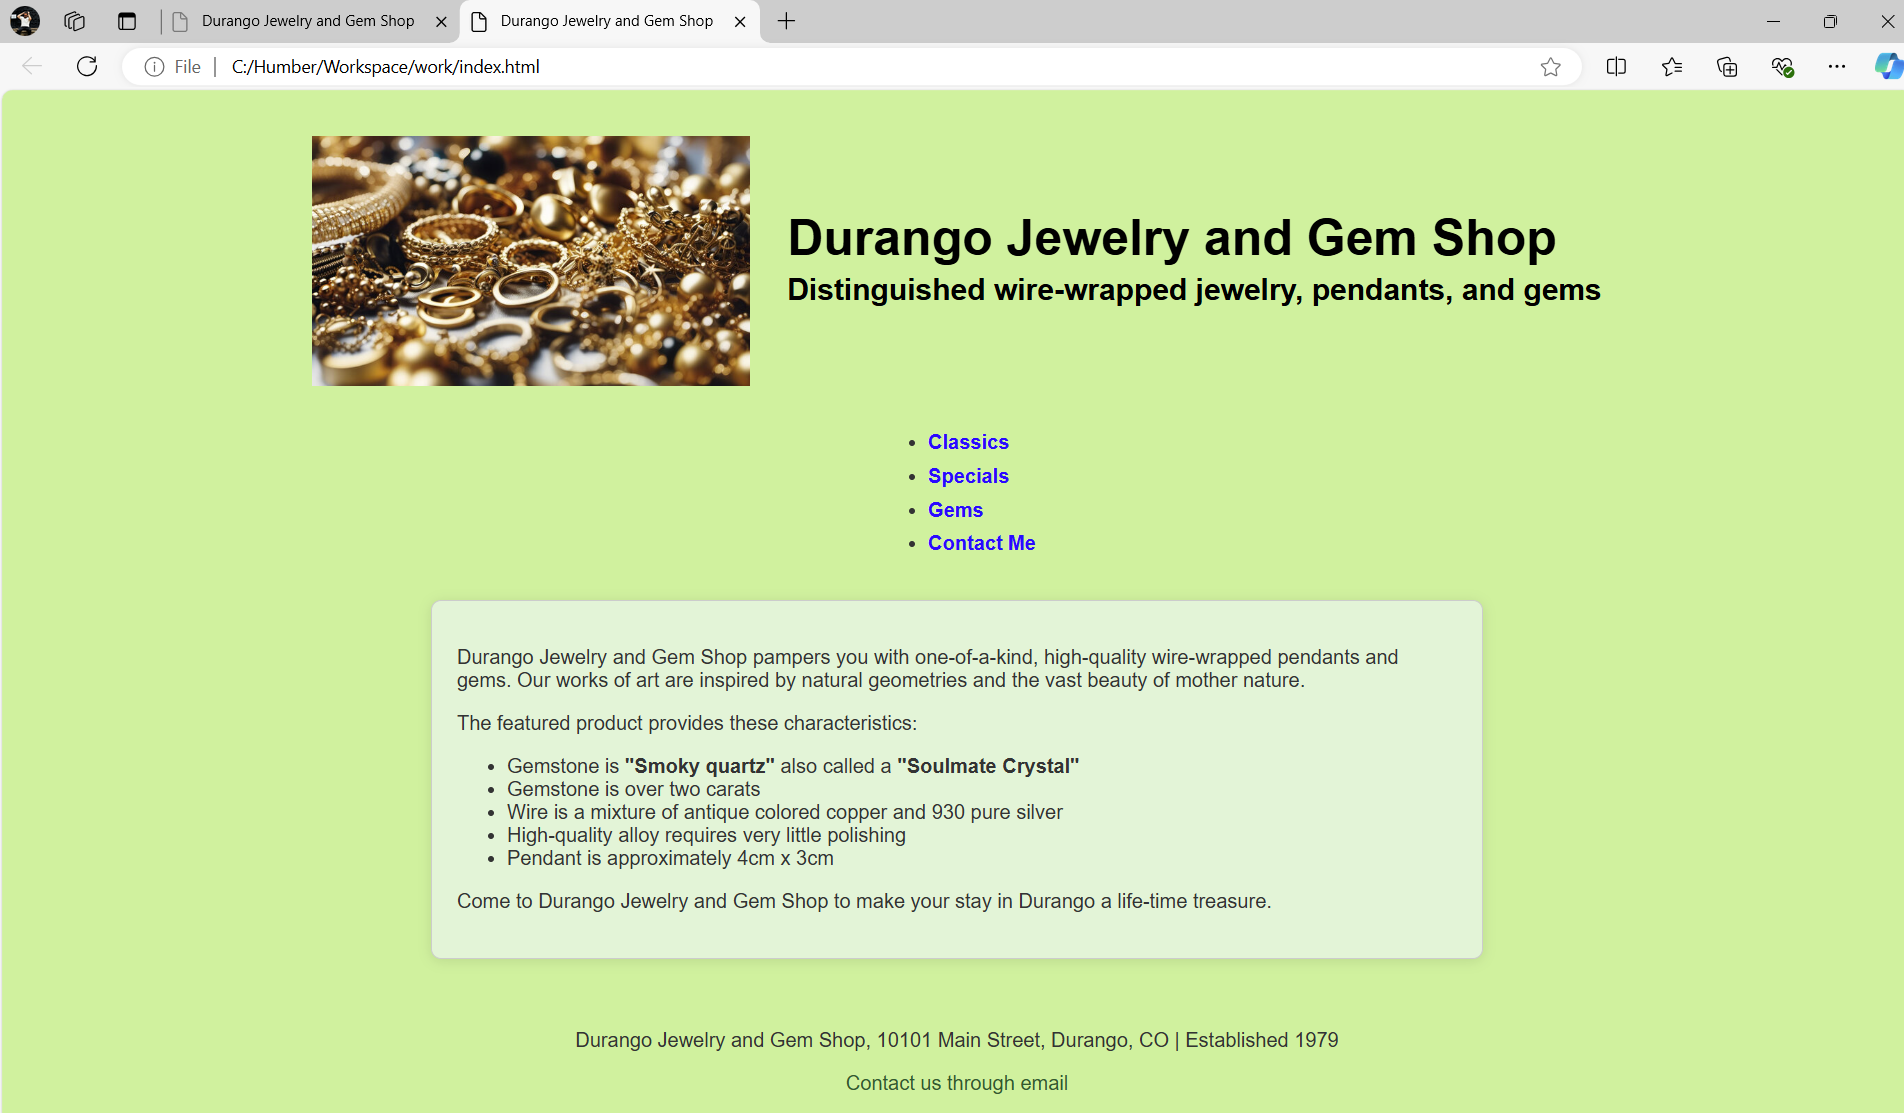 Durango Jewelry and Gem Shop
Durango Jewelry and Gem Shop
File | C:/Humber/Workspace/work/index.html
Durango Jewelry and Gem Shop
Distinguished wire-wrapped jewelry, pendants, and gems
• Classics
• Specials
• Gems
• Contact Me
Durango Jewelry and Gem Shop pampers you with one-of-a-kind, high-quality wire-wrapped pendants and
gems. Our works of art are inspired by natural geometries and the vast beauty of mother nature.
The featured product provides these characteristics:
• Gemstone is "Smoky quartz" also called a "Soulmate Crystal"
• Gemstone is over two carats
• Wire is a mixture of antique colored copper and 930 pure silver
• High-quality alloy requires very little polishing
• Pendant is approximately 4cm x 3cm
Come to Durango Jewelry and Gem Shop to make your stay in Durango a life-time treasure.
Durango Jewelry and Gem Shop, 10101 Main Street, Durango, CO | Established 1979
Contact us through email